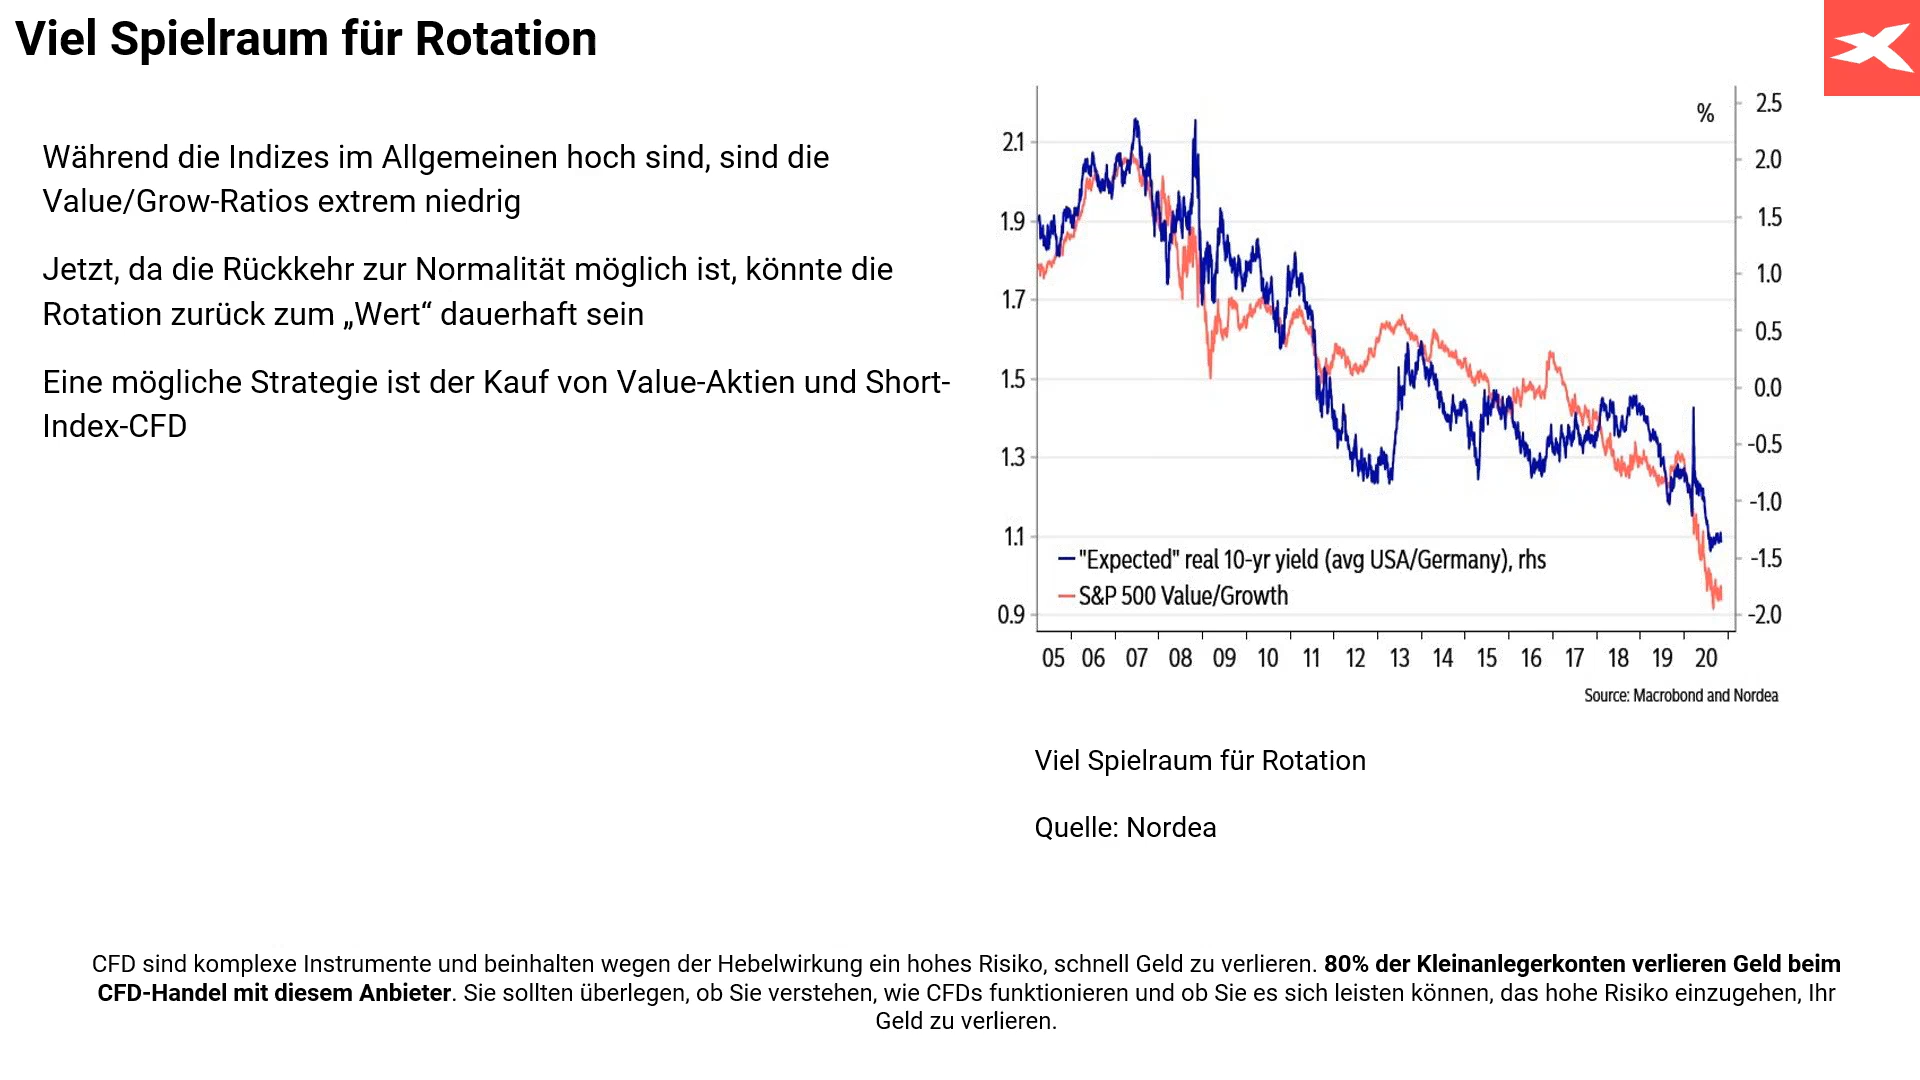 Viel Spielraum für Rotation
Während die Indizes im Allgemeinen hoch sind, sind die
Value/Grow-Ratios extrem niedrig
Jetzt, da die Rückkehr zur Normalität möglich ist, könnte die
Rotation zurück zum „Wert“ dauerhaft sein
Eine mögliche Strategie ist der Kauf von Value-Aktien und Short-
Index-CFD
%
2.1
1.9
1.7
1.5
1.3
1.1
0.9
2.5
2.0
1.5
1.0
0.5
0.0
-0.5
-1.0
-1.5
-2.0
"Expected" real 10-yr yield (avg USA/Germany), rhs
S&P 500 Value/Growth
05 06 07 08 09 10 11 12 13 14 15 16 17 18 19 20
Source: Macrobond and Nordea
Viel Spielraum für Rotation
Quelle: Nordea
CFD sind komplexe Instrumente und beinhalten wegen der Hebelwirkung ein hohes Risiko, schnell Geld zu verlieren. 80% der Kleinanlegerkonten verlieren Geld beim
CFD-Handel mit diesem Anbieter. Sie sollten überlegen, ob Sie verstehen, wie CFDs funktionieren und ob Sie es sich leisten können, das hohe Risiko einzugehen, Ihr
Geld zu verlieren.